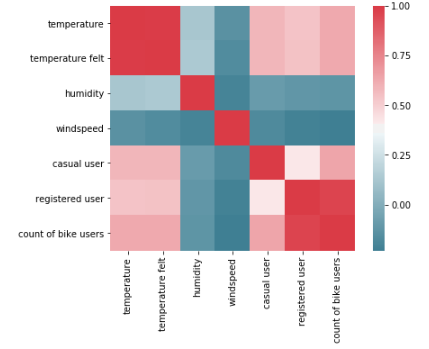 temperature
temperature felt
humidity
windspeed
casual user
registered user
count of bike users
temperature
temperature felt
humidity
windspeed
casual user
registered user
count of bike users
1.00
0.75
0.50
0.25
0.00